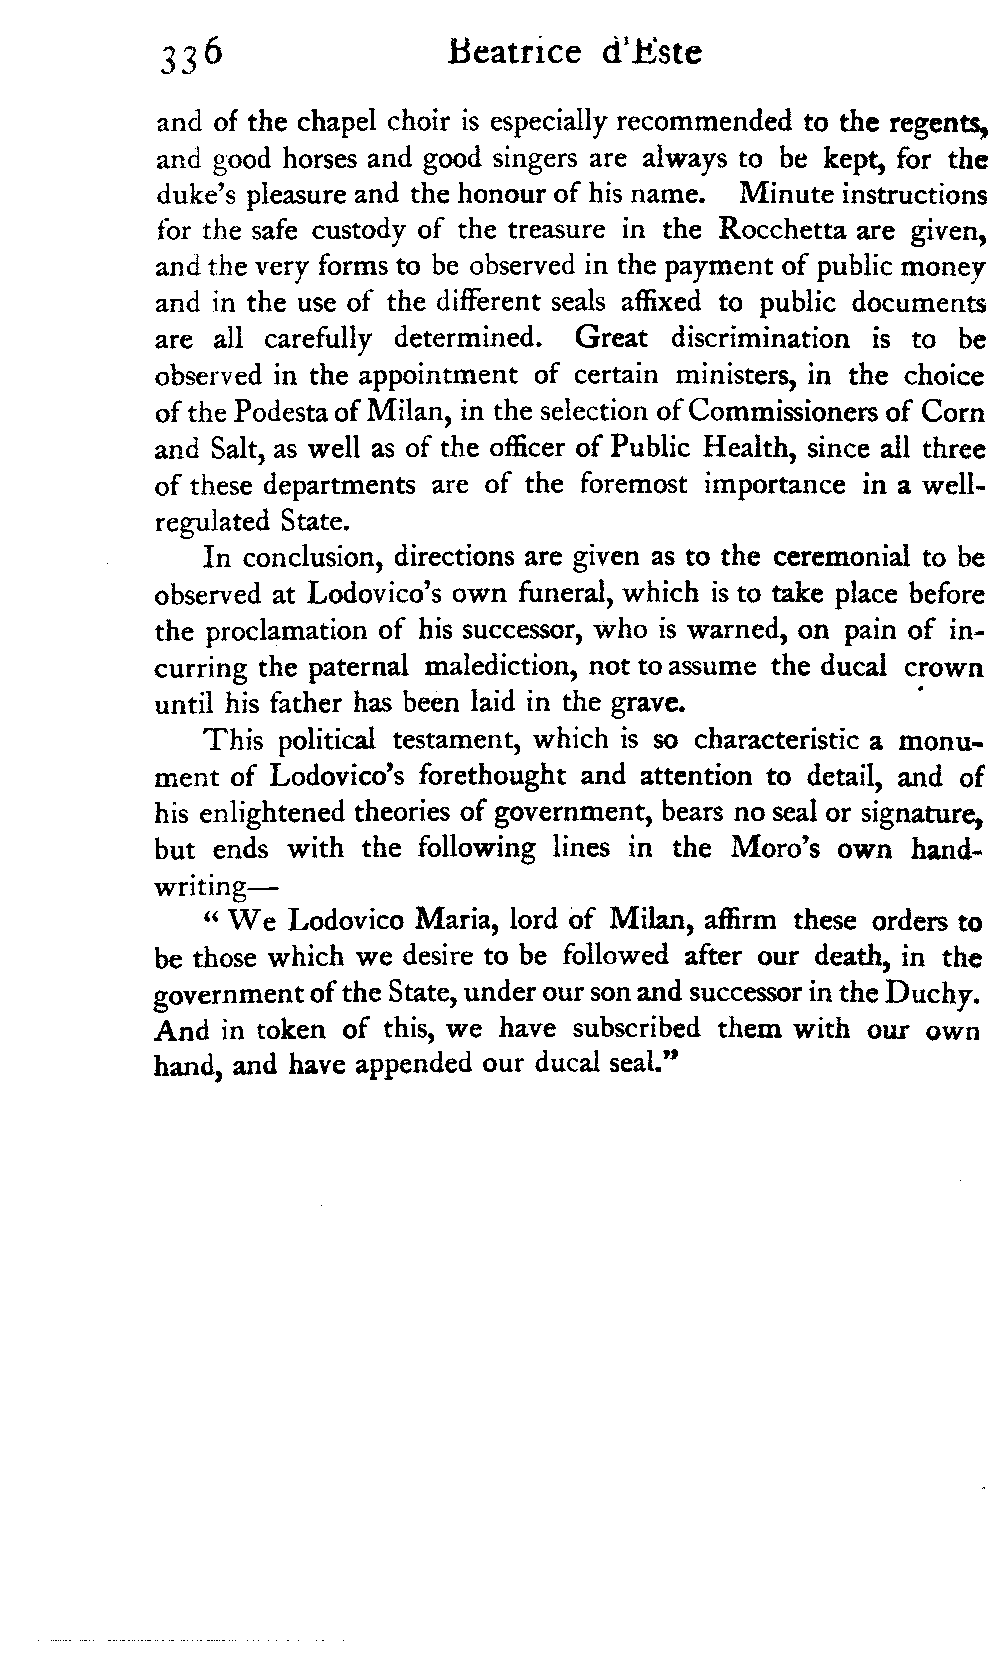 336 Beatrice d'Este
and of the chapel choir is especially recommended to the regents,
and good horses and good singers are always to be kept, for the
duke's pleasure and the honour of his name. Minute instructions
for the safe custody of the treasure in the Rocchetta are given,
and the very forms to be observed in the payment of public money
and in the use of the different seals affixed to public documents
are all carefully determined. Great discrimination is to be
observed in the appointment of certain ministers, in the choice
of the Podesta of Milan, in the selection of Commissioners of Corn
and Salt, as well as of the officer of Public Health, since all three
of these departments are of the foremost importance in a well-
regulated State.
In conclusion, directions are given as to the ceremonial to be
observed at Lodovico's own funeral, which is to take place before
the proclamation of his successor, who is warned, on pain of in-
curring the paternal malediction, not to assume the ducal crown
until his father has been laid in the grave.
This political testament, which is so characteristic a monu-
ment of Lodovico's forethought and attention to detail, and of
his enlightened theories of government, bears no seal or signature,
but ends with the following lines in the Moro's own hand-
writing—
" We Lodovico Maria, lord of Milan, affirm these orders to
be those which we desire to be followed after our death, in the
government of the State, under our son and successor in the Duchy.
And in token of this, we have subscribed them with our own
hand, and have appended our ducal seal."